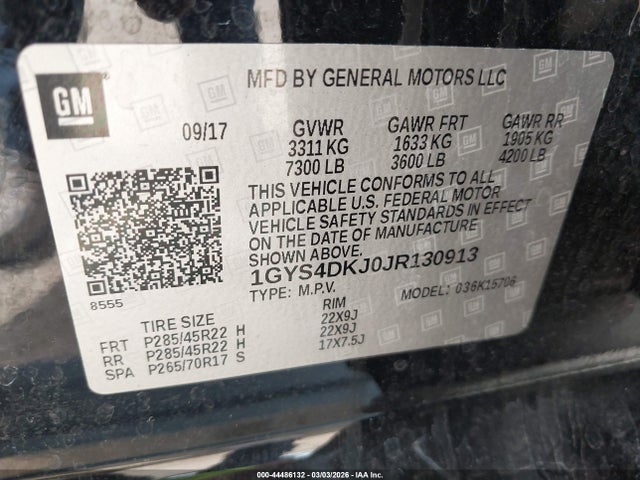 GM
MFD BY GENERAL MOTORS LLC
09/17 GVWR GAWR FRT GAWR RR
3311 KG 1633 KG 1905 KG
7300 LB 3600 LB 4200 LB
THIS VEHICLE CONFORMS TO ALL
APPLICABLE U.S. FEDERAL MOTOR
VEHICLE SAFETY STANDARDS IN EFFECT
ON THE DATE OF MANUFACTURE
SHOWN ABOVE.
1GYS4DKJ0JR130913
8555
TYPE: M.P.V. MODEL: 036K15706
TIRE SIZE RIM
FRT P285/45R22 H 22X9J
RR P285/45R22 H 22X9J
SPA P265/70R17 S 17X7.5J
000-44486132 - 03/03/2026 - IAAC Inc.